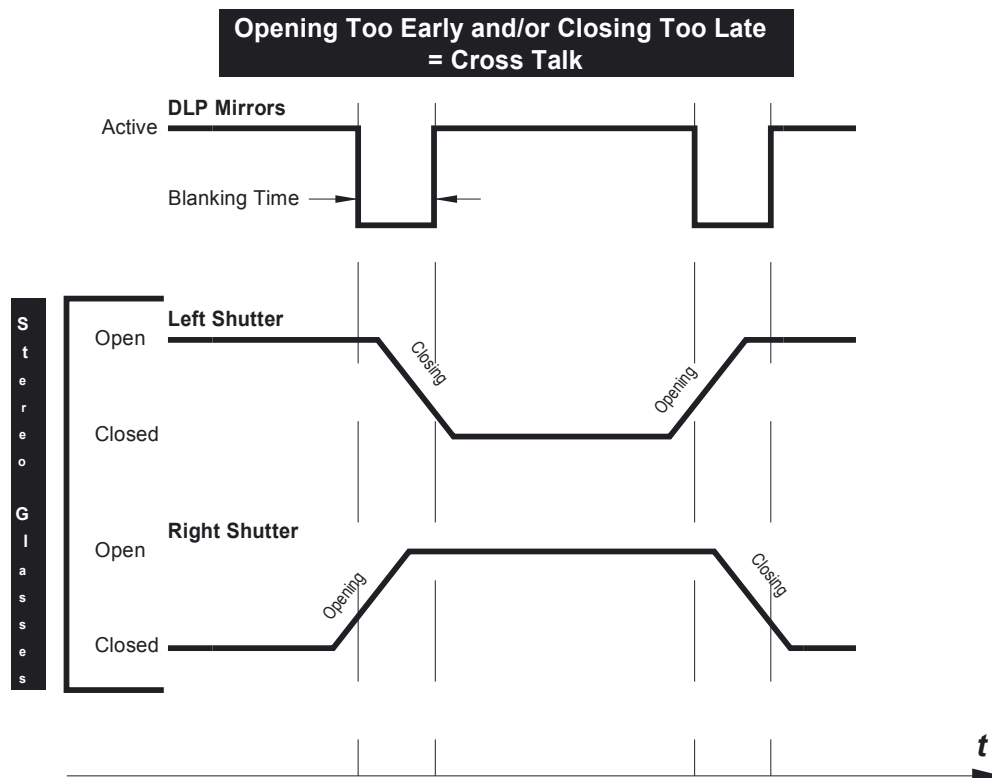 Opening Too Early and/or Closing Too Late
= Cross Talk
DLP Mirrors
Active
Blanking Time
Stereo Glasses
Left Shutter
Open
Closing
Opening
Closed
Right Shutter
Open
Opening
Closing
Closed
t